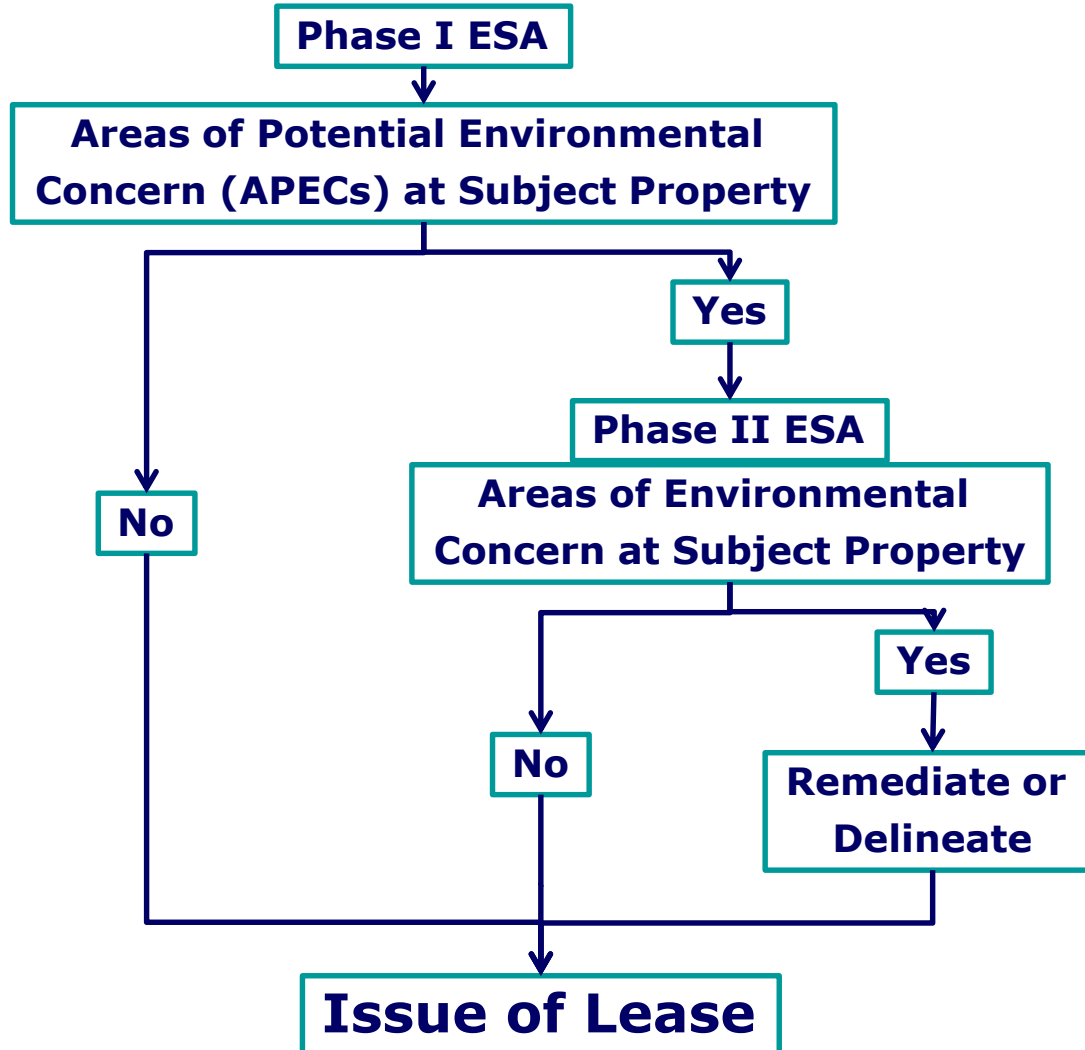 Phase I ESA
Areas of Potential Environmental
Concern (APECs) at Subject Property
Yes
Phase II ESA
Areas of Environmental
Concern at Subject Property
No
Yes
No
Remediate or
Delineate
Issue of Lease